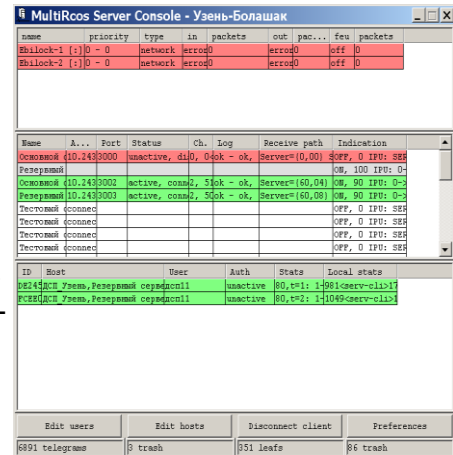 MultiRcos Server Console - Узень-Болашак
name priority type in packets out pac... feu packets
Ebilock-1 [:] 0 - 0 network error 0 error 0 off 0
Ebilock-2 [:] 0 - 0 network error 0 error 0 off 0
Name A... Port Status Ch. Log Receive path Indication
Основной 10.243 3000 unactive, di 0, 0 ok - ok, Server=(0,00) OFF, 0 IPU: SER
Резервный ON, 100 IPU: 0-
Основной 10.243 3002 active, conn 2, 51 ok - ok, Server=(60,04) ON, 90 IPU: 0->
Резервный 10.243 3003 active, conn 2, 50 ok - ok, Server=(60,08) ON, 90 IPU: 0->
Тестовый connec OFF, 0 IPU: SER
Тестовый connec OFF, 0 IPU: SER
Тестовый connec OFF, 0 IPU: SER
Тестовый connec OFF, 0 IPU: SER
ID Host User Auth Stats Local stats
DE245 ДСП_Узень,Резервный серве дсп11 unactive 80,t=1: 1- 981<serv-cli>17
ДСП_Узень,Резервный серве дсп11 unactive 80,t=2: 1- 1049<serv-cli>1
Edit users Edit hosts Disconnect client Preferences
6891 telegrams 3 trash 351 leafs 86 trash